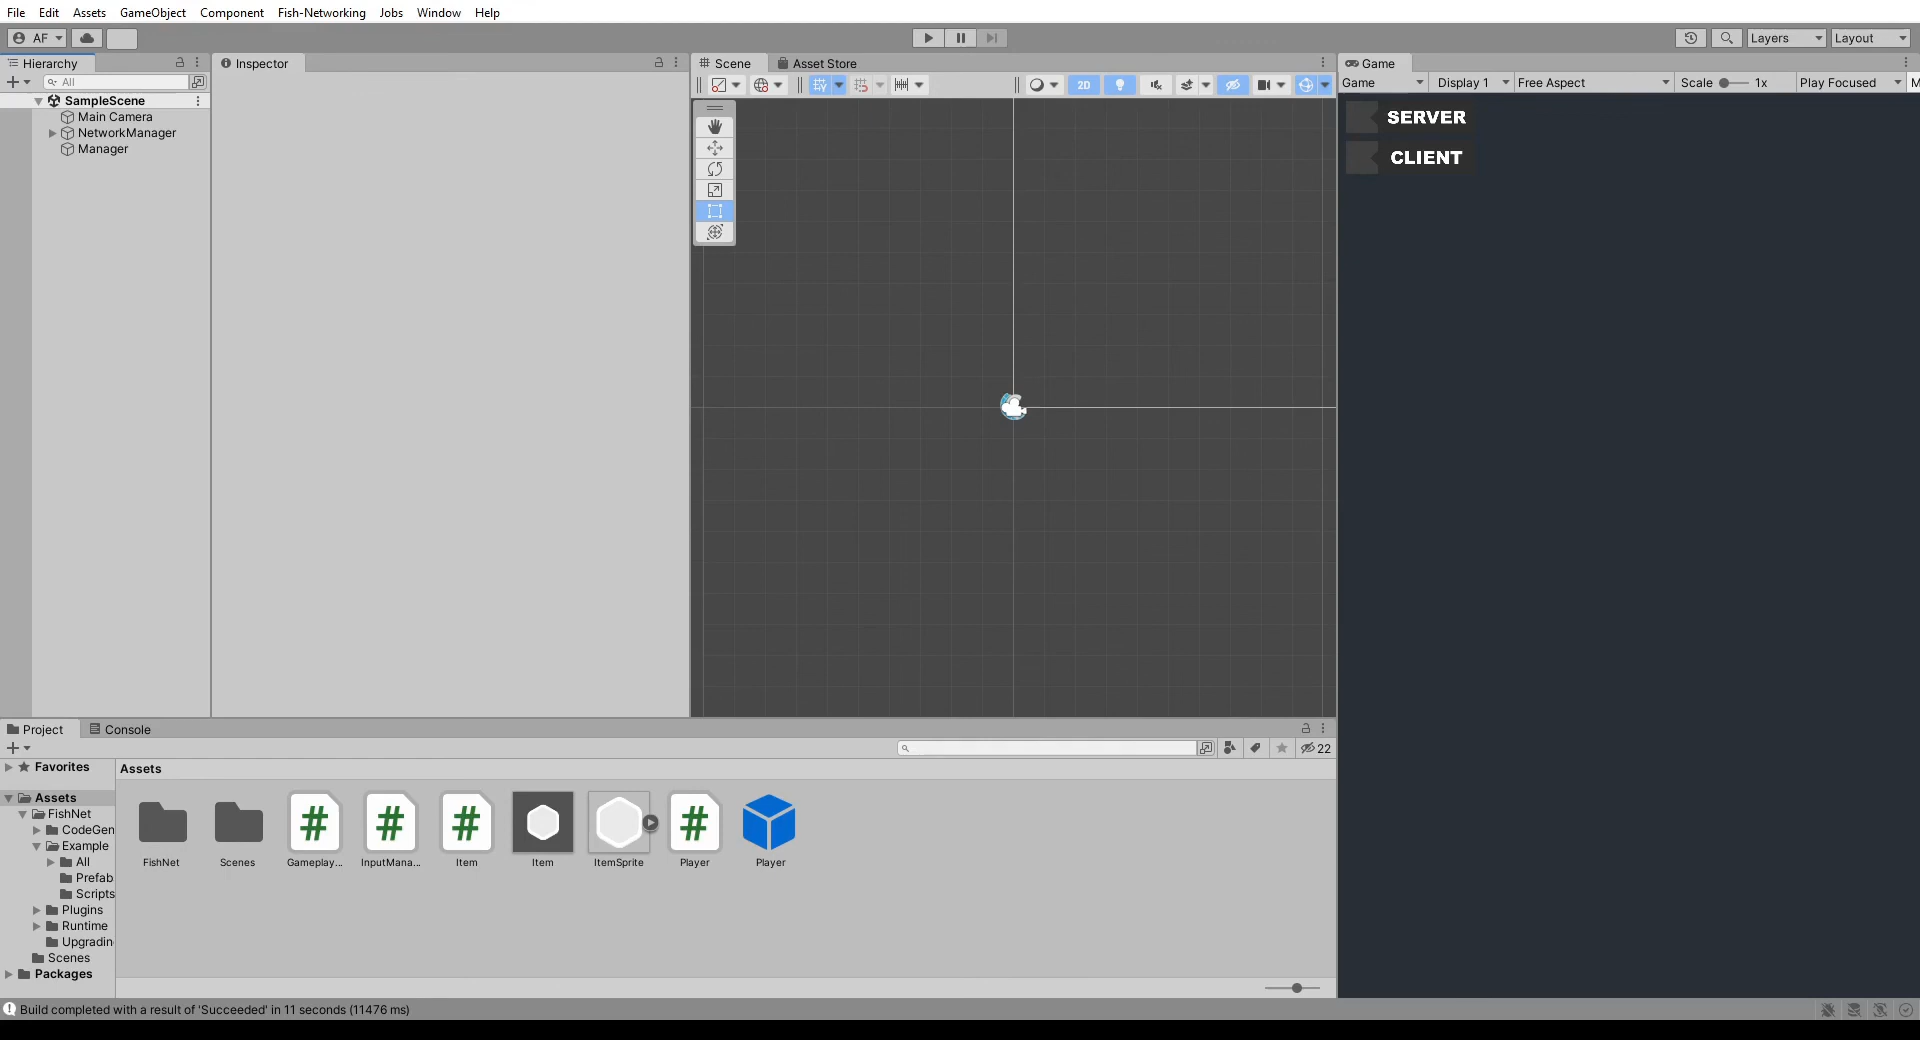 File Edit Assets GameObject Component Fish-Networking Jobs Window Help
AF Layers Layout
Hierarchy
All
SampleScene
Main Camera
NetworkManager
Manager
Inspector
Scene Asset Store
2D
Game
Game Display 1 Free Aspect Scale 1x Play Focused M
SERVER
CLIENT
Project Console
22
Favorites
Assets
FishNet
CodeGen
Example
All
Prefab
Scripts
Plugins
Runtime
Upgradin
Scenes
Packages
Assets
FishNet Scenes Gameplay... InputMana... Item Item ItemSprite Player Player
Build completed with a result of 'Succeeded' in 11 seconds (11476 ms)